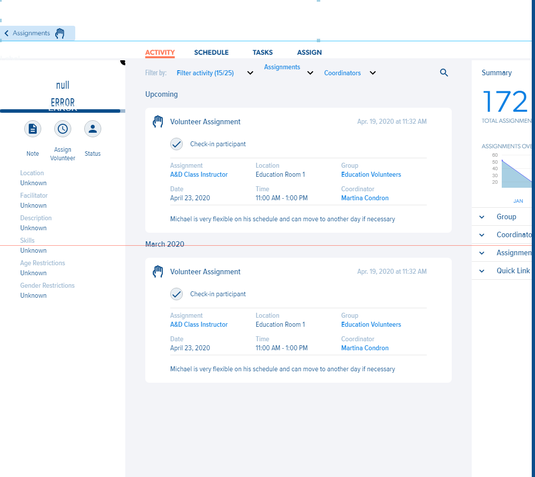 Assignments
ACTIVITY SCHEDULE TASKS ASSIGN
Filter by: Filter activity (15/25) Assignments Coordinators
Upcoming
Volunteer Assignment Apr. 19, 2020 at 11:32 AM
Check-in participant
Assignment Location Group
A&D Class Instructor Education Room 1 Education Volunteers
Date Time Coordinator
April 23, 2020 11:00 AM - 1:00 PM Martina Condron
Michael is very flexible on his schedule and can move to another day if necessary
March 2020
Volunteer Assignment Apr. 19, 2020 at 11:32 AM
Check-in participant
Assignment Location Group
A&D Class Instructor Education Room 1 Education Volunteers
Date Time Coordinator
April 23, 2020 11:00 AM - 1:00 PM Martina Condron
Michael is very flexible on his schedule and can move to another day if necessary
null
ERROR
Note Assign Volunteer Status
Location
Unknown
Facilitator
Unknown
Description
Unknown
Skills
Unknown
Age Restrictions
Unknown
Gender Restrictions
Unknown
Summary
172
TOTAL ASSIGNMEN
ASSIGNMENTS OV
JAN
Group
Coordinato
Assignmen
Quick Link